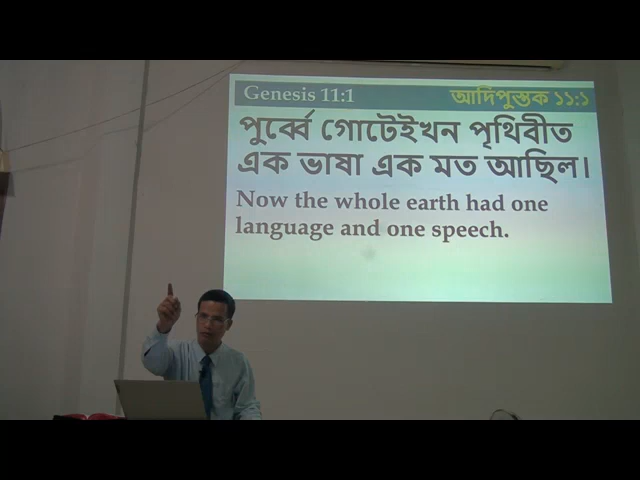 Genesis 11:1 আদিপুস্তক ১১:১
পুৰ্ব্বে গোটেইখন পৃথিবীত
এক ভাষা এক মত আছিল।
Now the whole earth had one
language and one speech.